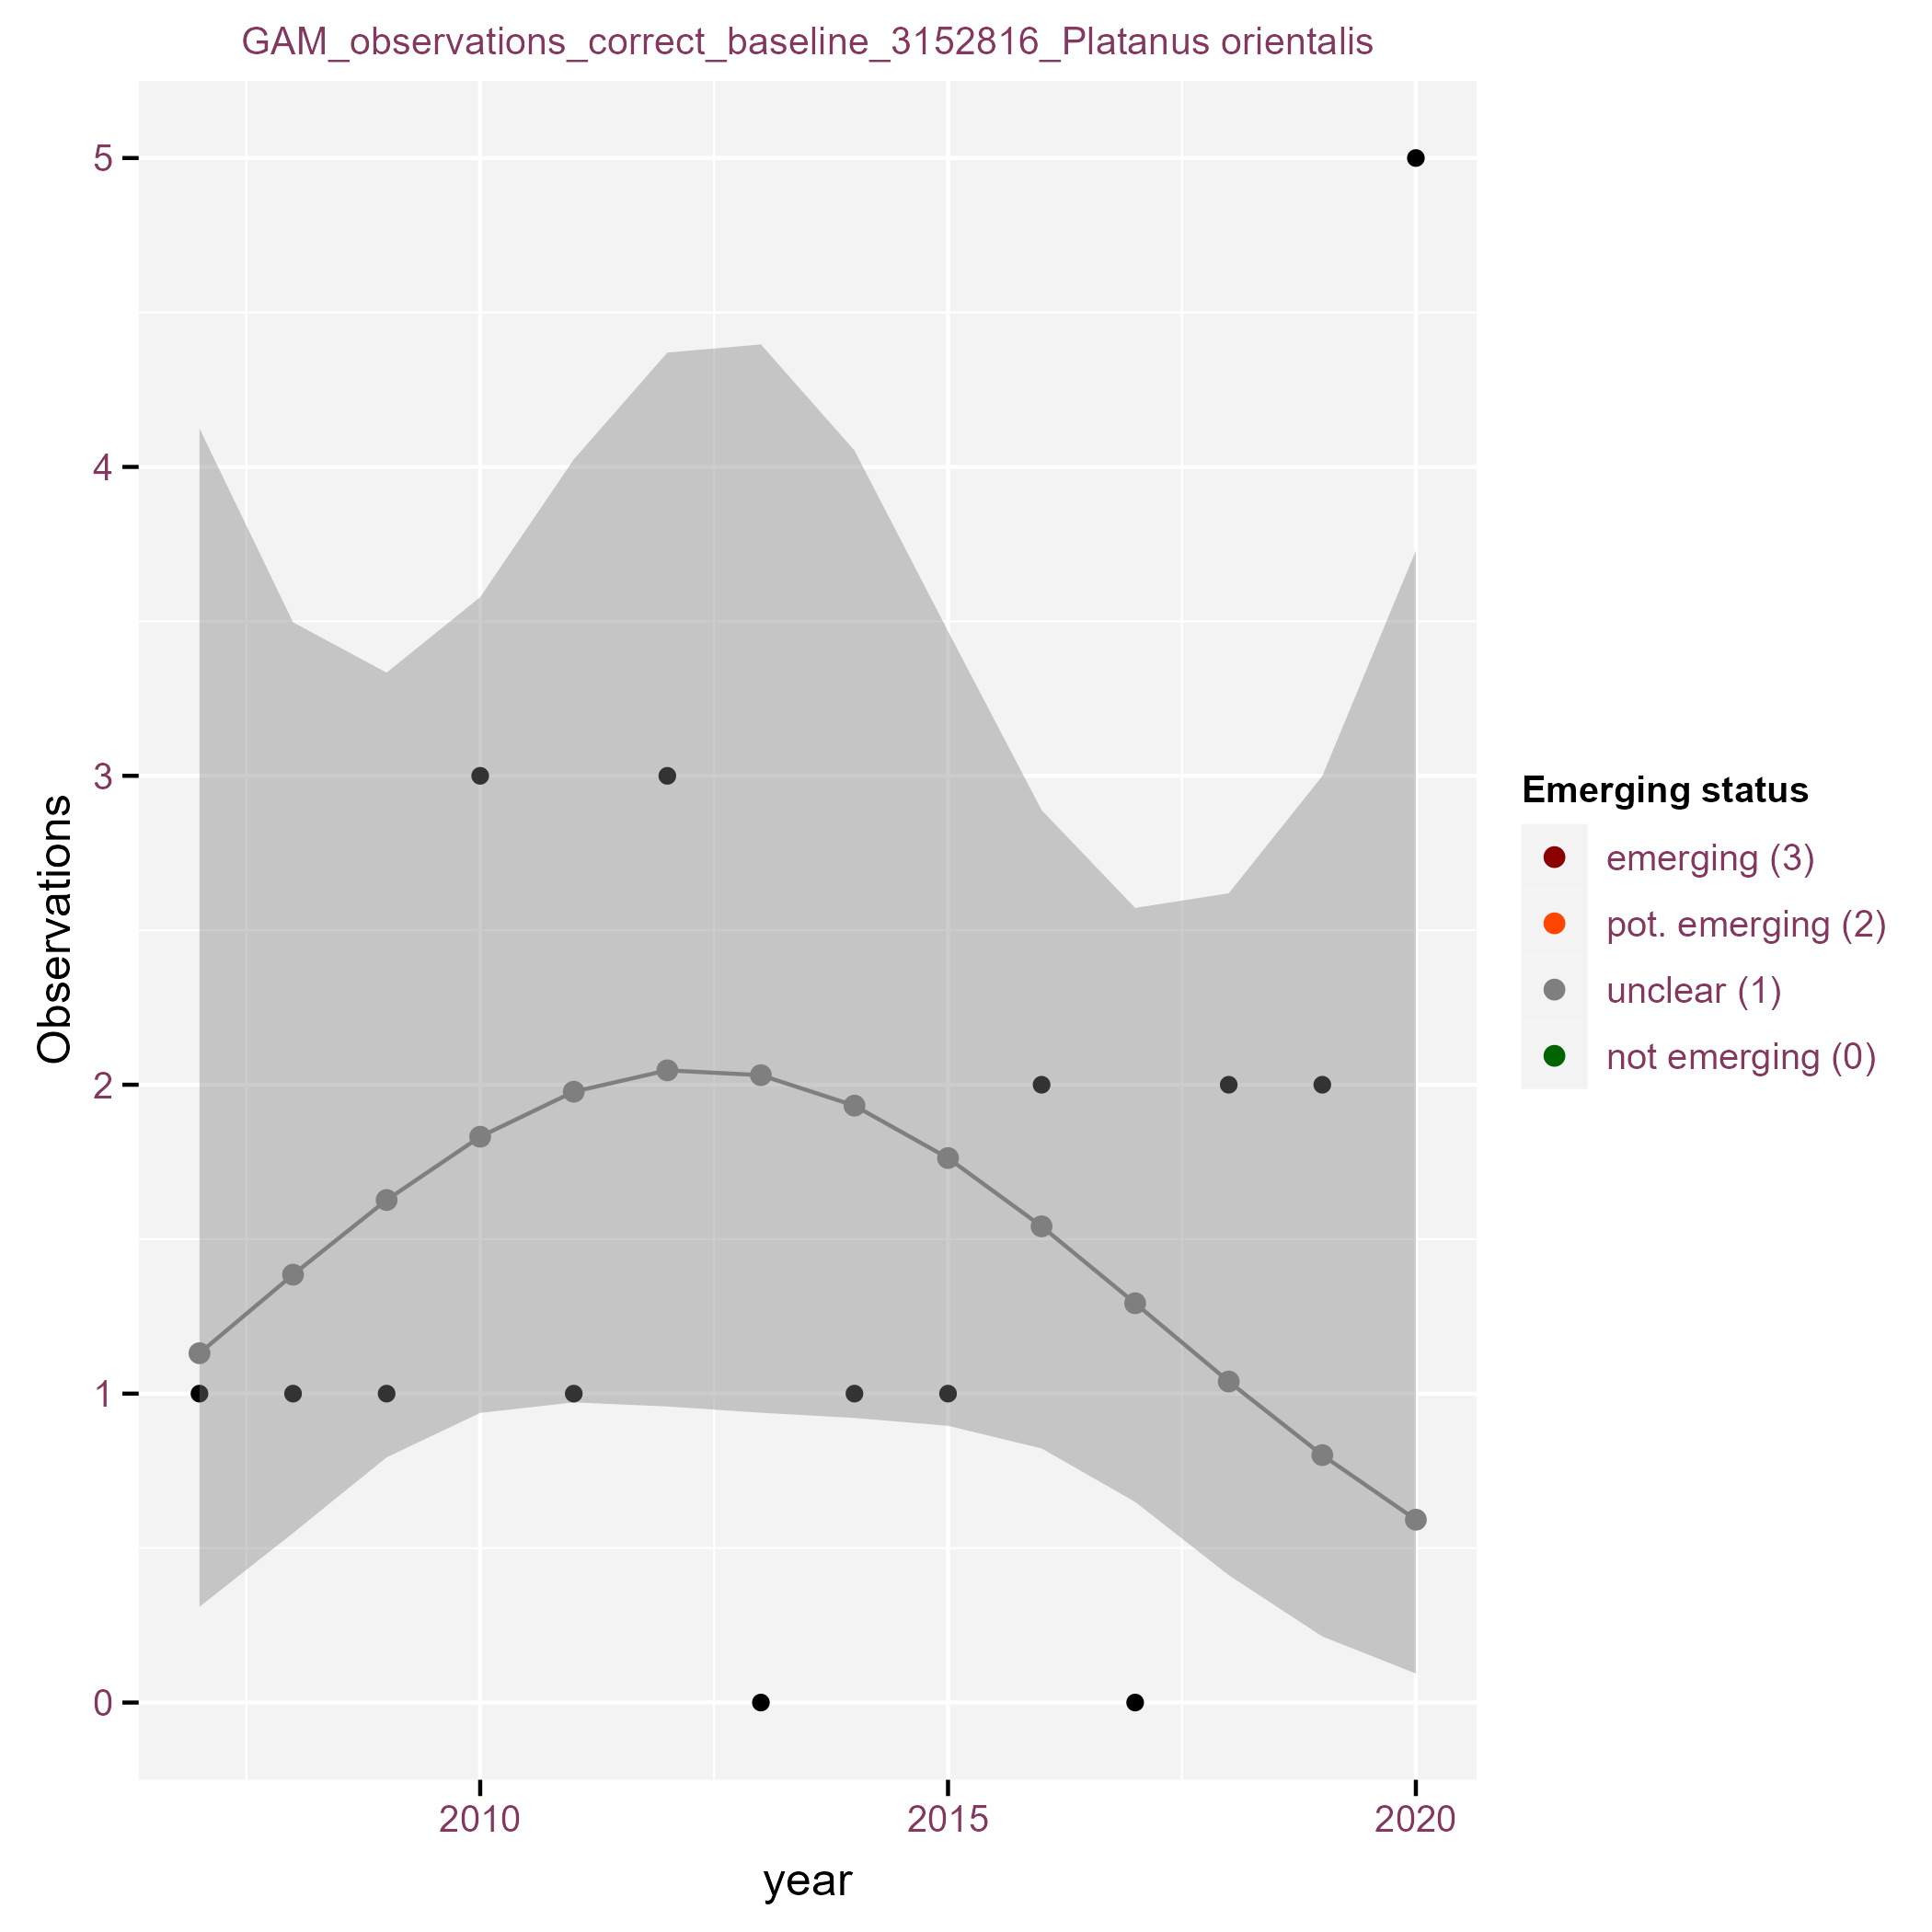 GAM_observations_correct_baseline_3152816_Platanus orientalis
5
4
3
2
1
0
Observations
2010
2015
2020
year
Emerging status
emerging (3)
pot. emerging (2)
unclear (1)
not emerging (0)